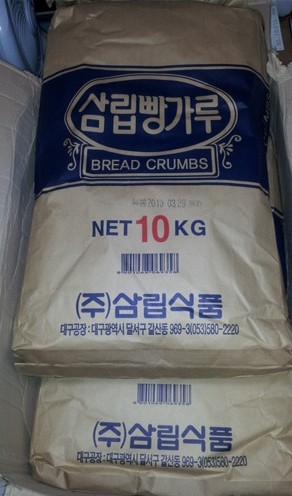 삼립빵가루
BREAD CRUMBS
NET 10 KG
(주)삼립식품
대구공장 : 대구광역시 달서구 갈산동 969-3(053)580-2220
(주)삼립식품
대구공장 : 대구광역시 달서구 갈산동 969-3(053)580-2220